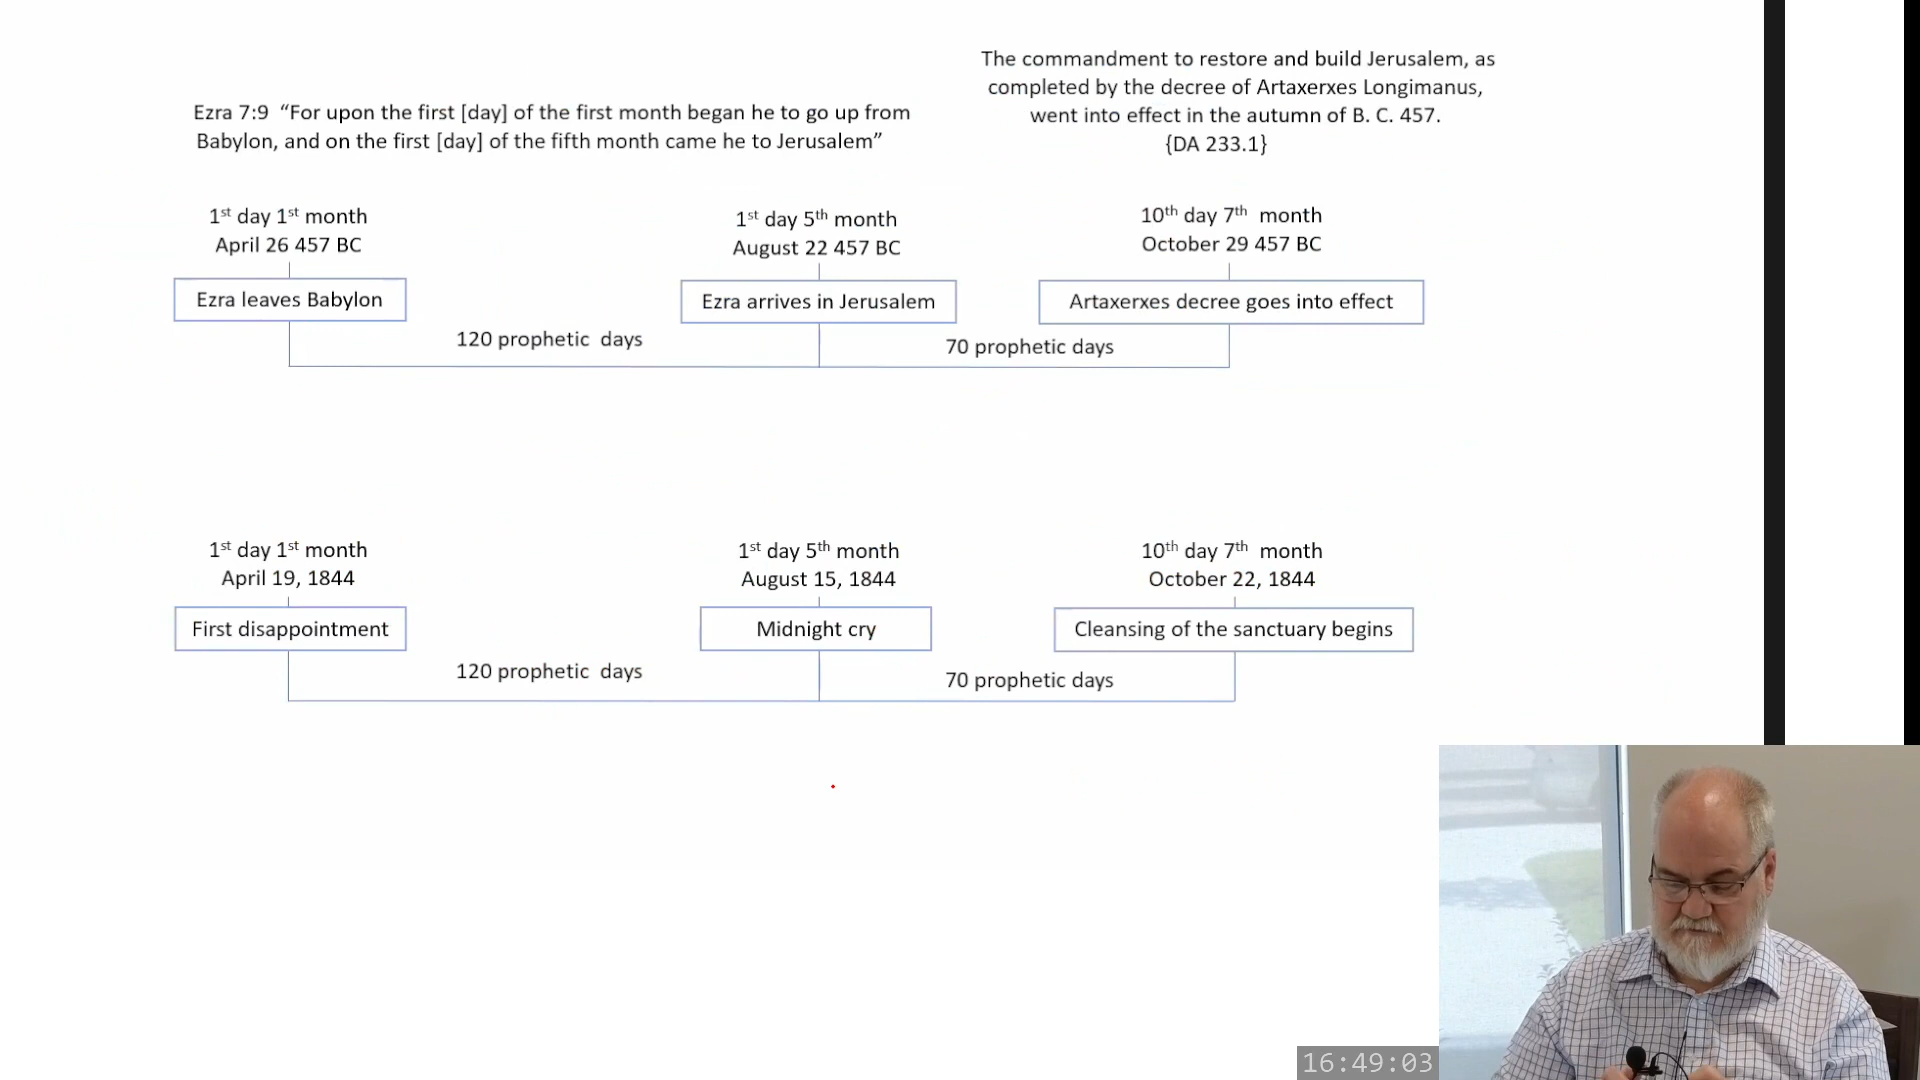 The commandment to restore and build Jerusalem, as
completed by the decree of Artaxerxes Longimanus,
went into effect in the autumn of B. C. 457.
{DA 233.1}
Ezra 7:9 “For upon the first [day] of the first month began he to go up from
Babylon, and on the first [day] of the fifth month came he to Jerusalem”
1st day 1st month
April 26 457 BC
Ezra leaves Babylon
120 prophetic days
1st day 5th month
August 22 457 BC
Ezra arrives in Jerusalem
70 prophetic days
10th day 7th month
October 29 457 BC
Artaxerxes decree goes into effect
1st day 1st month
April 19, 1844
First disappointment
120 prophetic days
1st day 5th month
August 15, 1844
Midnight cry
70 prophetic days
10th day 7th month
October 22, 1844
Cleansing of the sanctuary begins
16:49:03